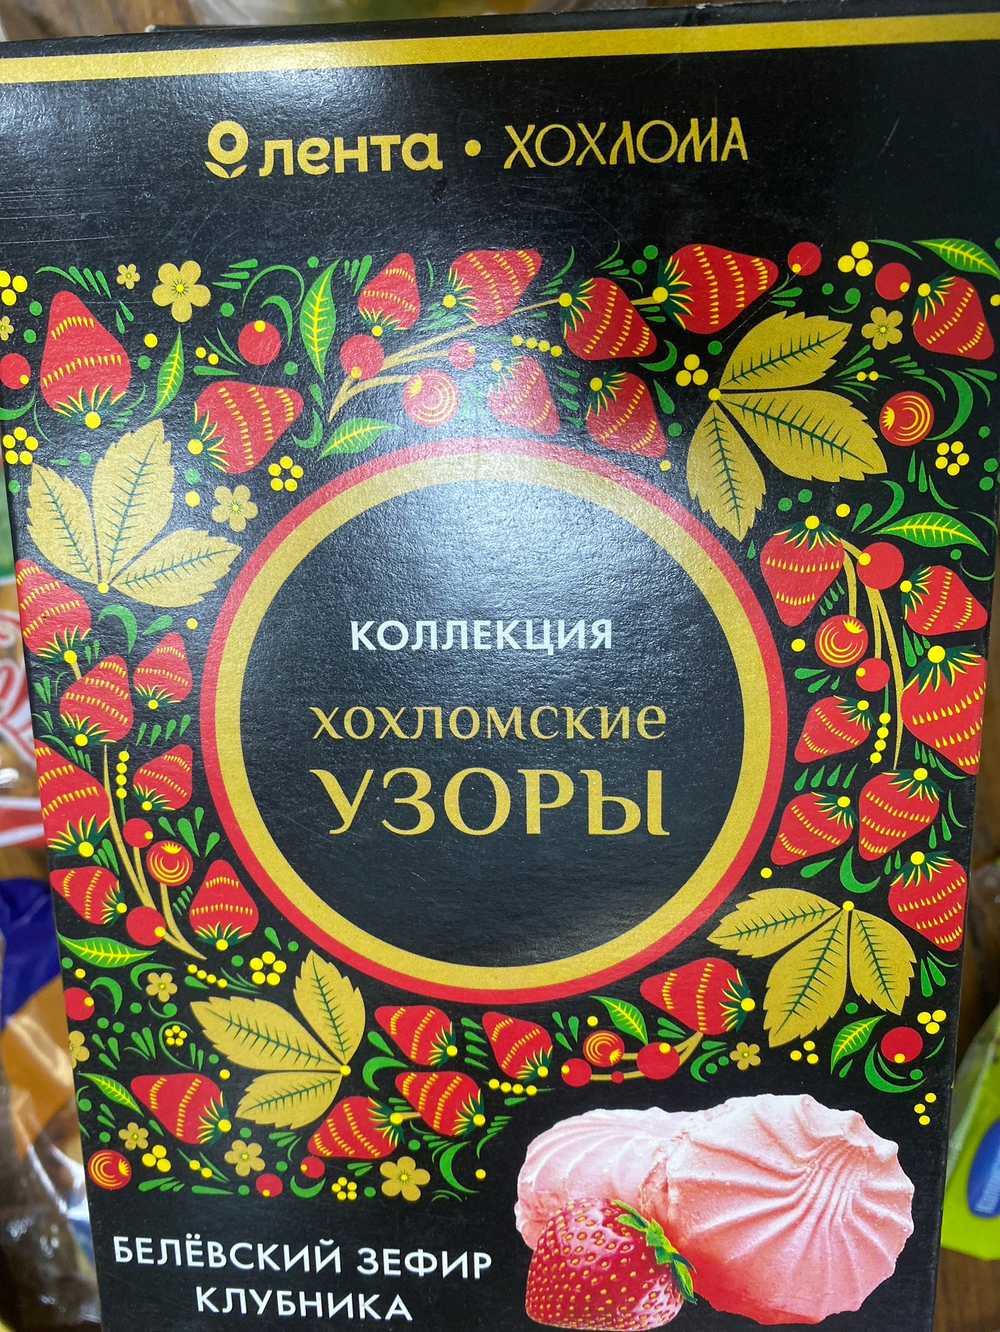 лента • ХОХЛОМА
КОЛЛЕКЦИЯ
ХОХЛОМСКИЕ
УЗОРЫ
БЕЛЁВСКИЙ ЗЕФИР
КЛУБНИКА